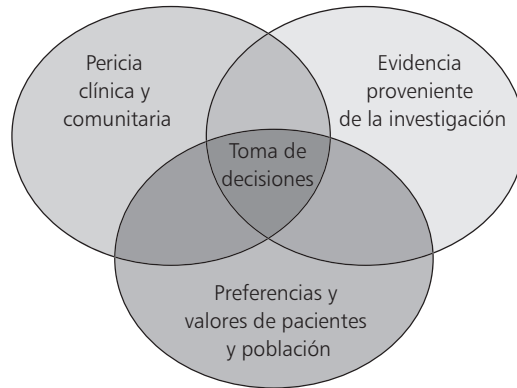 Pericia
clínica y
comunitaria
Evidencia
proveniente
de la investigación
Toma de
decisiones
Preferencias y
valores de pacientes
y población